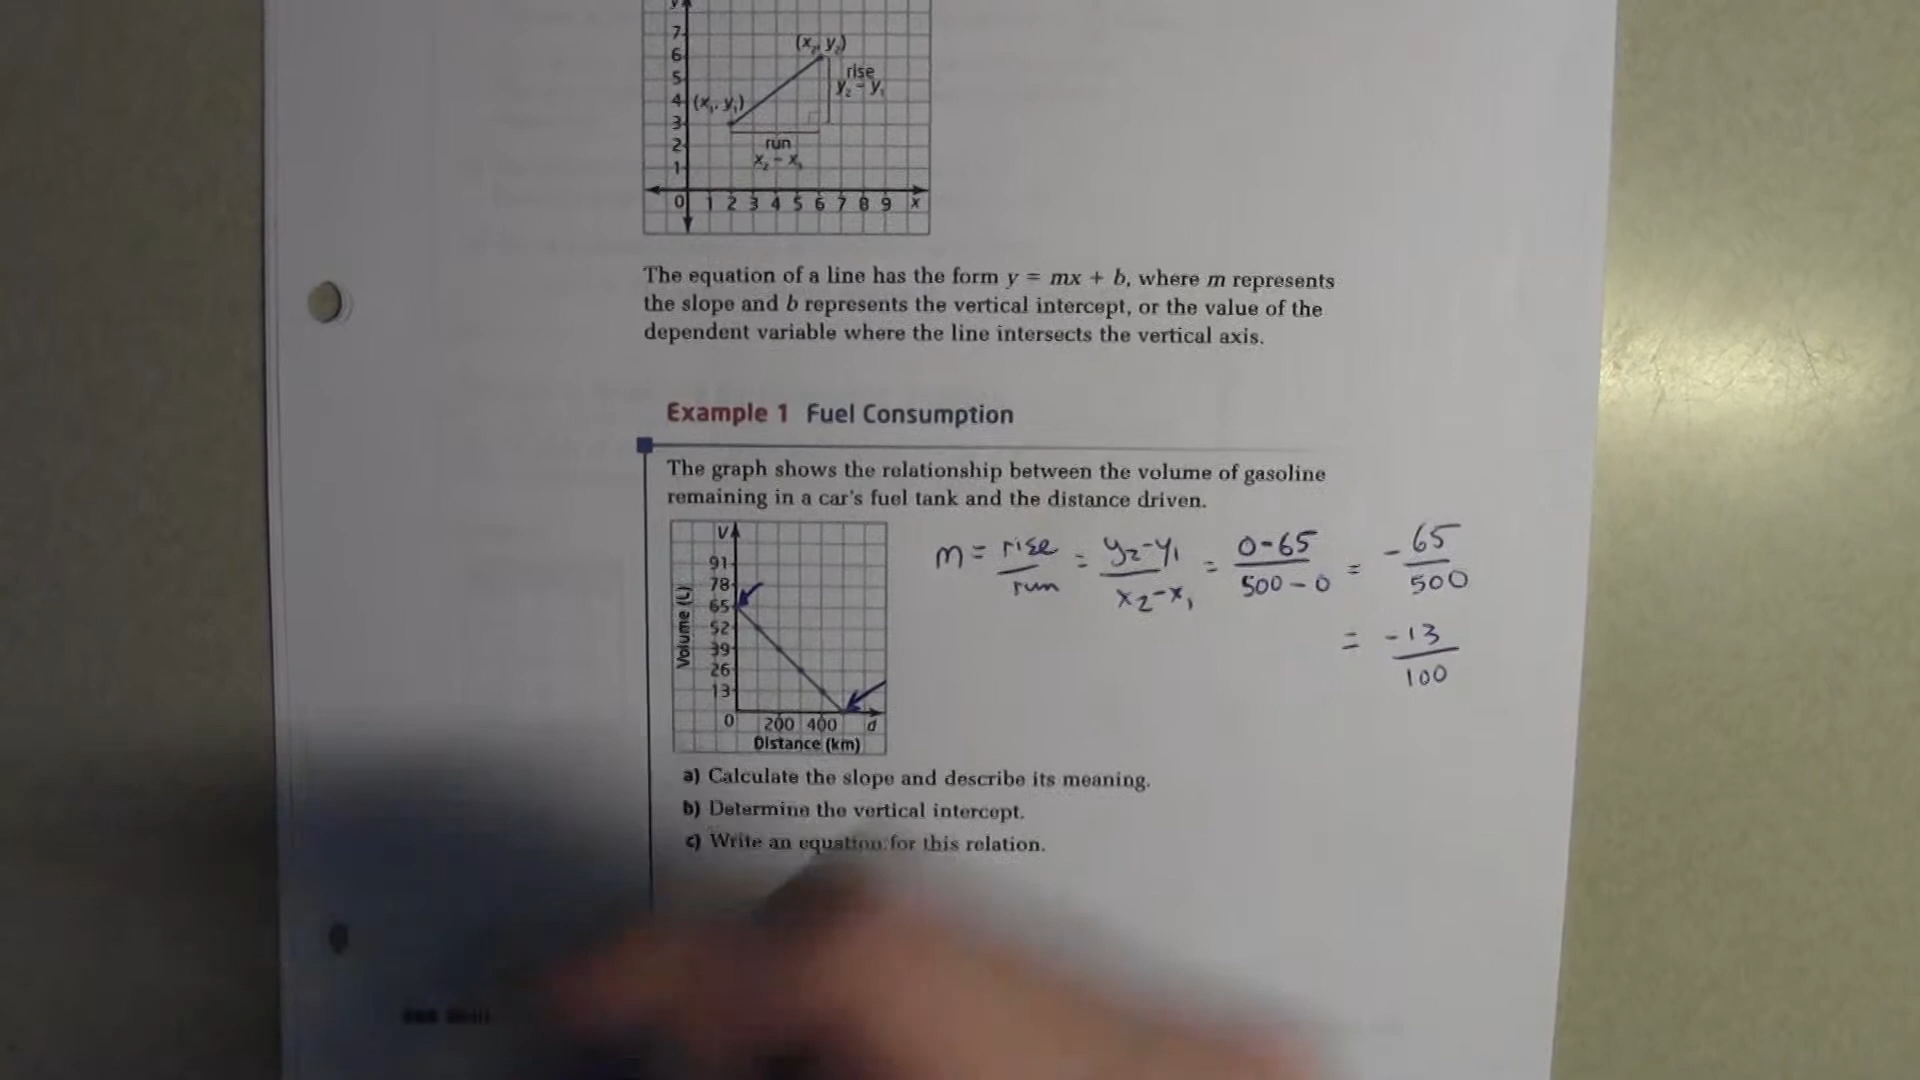 y
7
(x₂, y₂)
6
rise
5
y₂ − y₁
4
(x₁, y₁)
3
2
run
1
x₂ − x₁
0 1 2 3 4 5 6 7 8 9 x
The equation of a line has the form y = mx + b, where m represents
the slope and b represents the vertical intercept, or the value of the
dependent variable where the line intersects the vertical axis.
Example 1 Fuel Consumption
The graph shows the relationship between the volume of gasoline
remaining in a car's fuel tank and the distance driven.
V
91
78
65
52
39
26
13
Volume (L)
0 200 400 d
Distance (km)
m = rise/run = y₂-y₁/x₂-x₁ = 0-65/500-0 = -65/500
= -13/100
a) Calculate the slope and describe its meaning.
b) Determine the vertical intercept.
c) Write an equation for this relation.